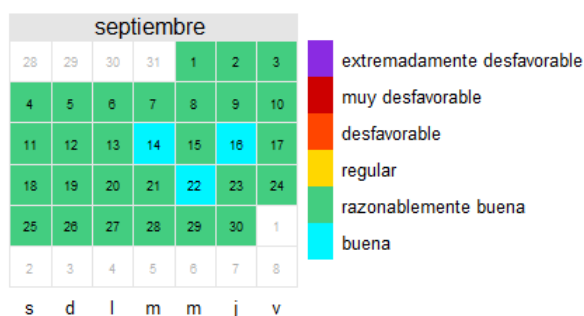 septiembre
28 29 30 31 1 2 3
4 5 6 7 8 9 10
11 12 13 14 15 16 17
18 19 20 21 22 23 24
25 26 27 28 29 30 1
2 3 4 5 6 7 8
s d l m m j v
extremadamente desfavorable
muy desfavorable
desfavorable
regular
razonablemente buena
buena